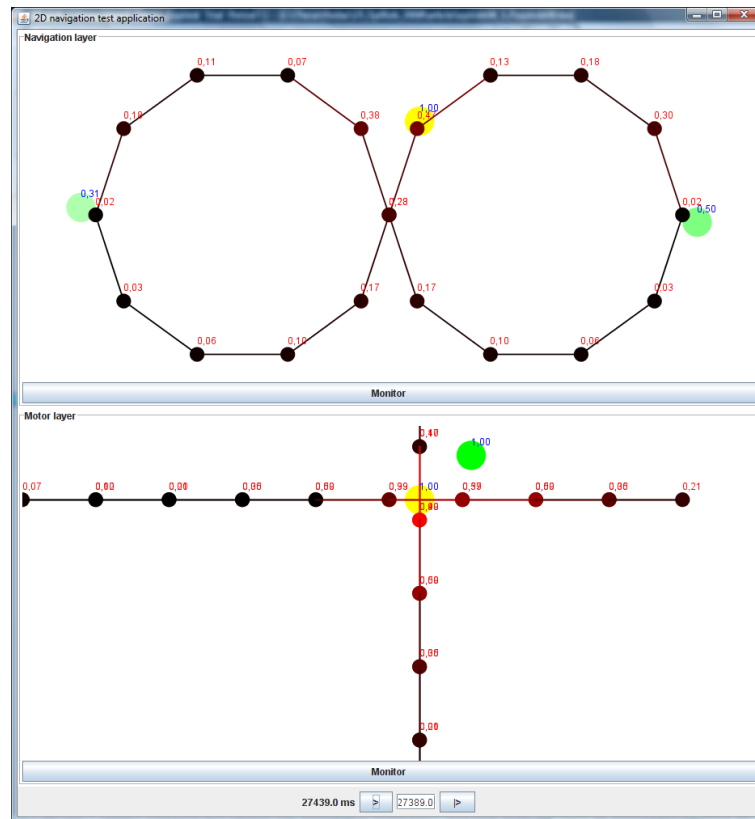 2D navigation test application
Navigation layer
0,11 0,07 0,13 0,18
1,00
0,18 0,38 0,47 0,30
0,31
0,02 0,28 0,02
0,50
0,03 0,17 0,17 0,03
0,06 0,10 0,10 0,06
Monitor
Motor layer
1,00
0,07 0,99 1,00 0,21
Monitor
27439.0 ms > 27389.0 |>